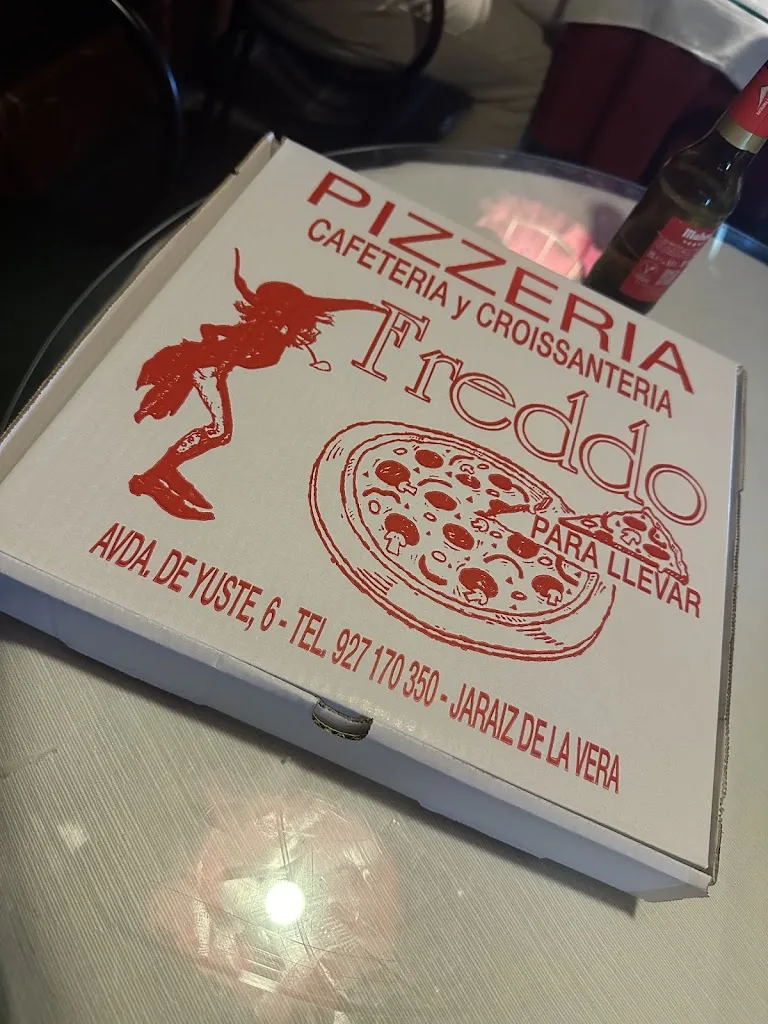 PIZZERIA
CAFETERIA y CROISSANTERIA
Freddo
PARA LLEVAR
AVDA. DE YUSTE, 6 - TEL. 927 170 350 - JARAIZ DE LA VERA